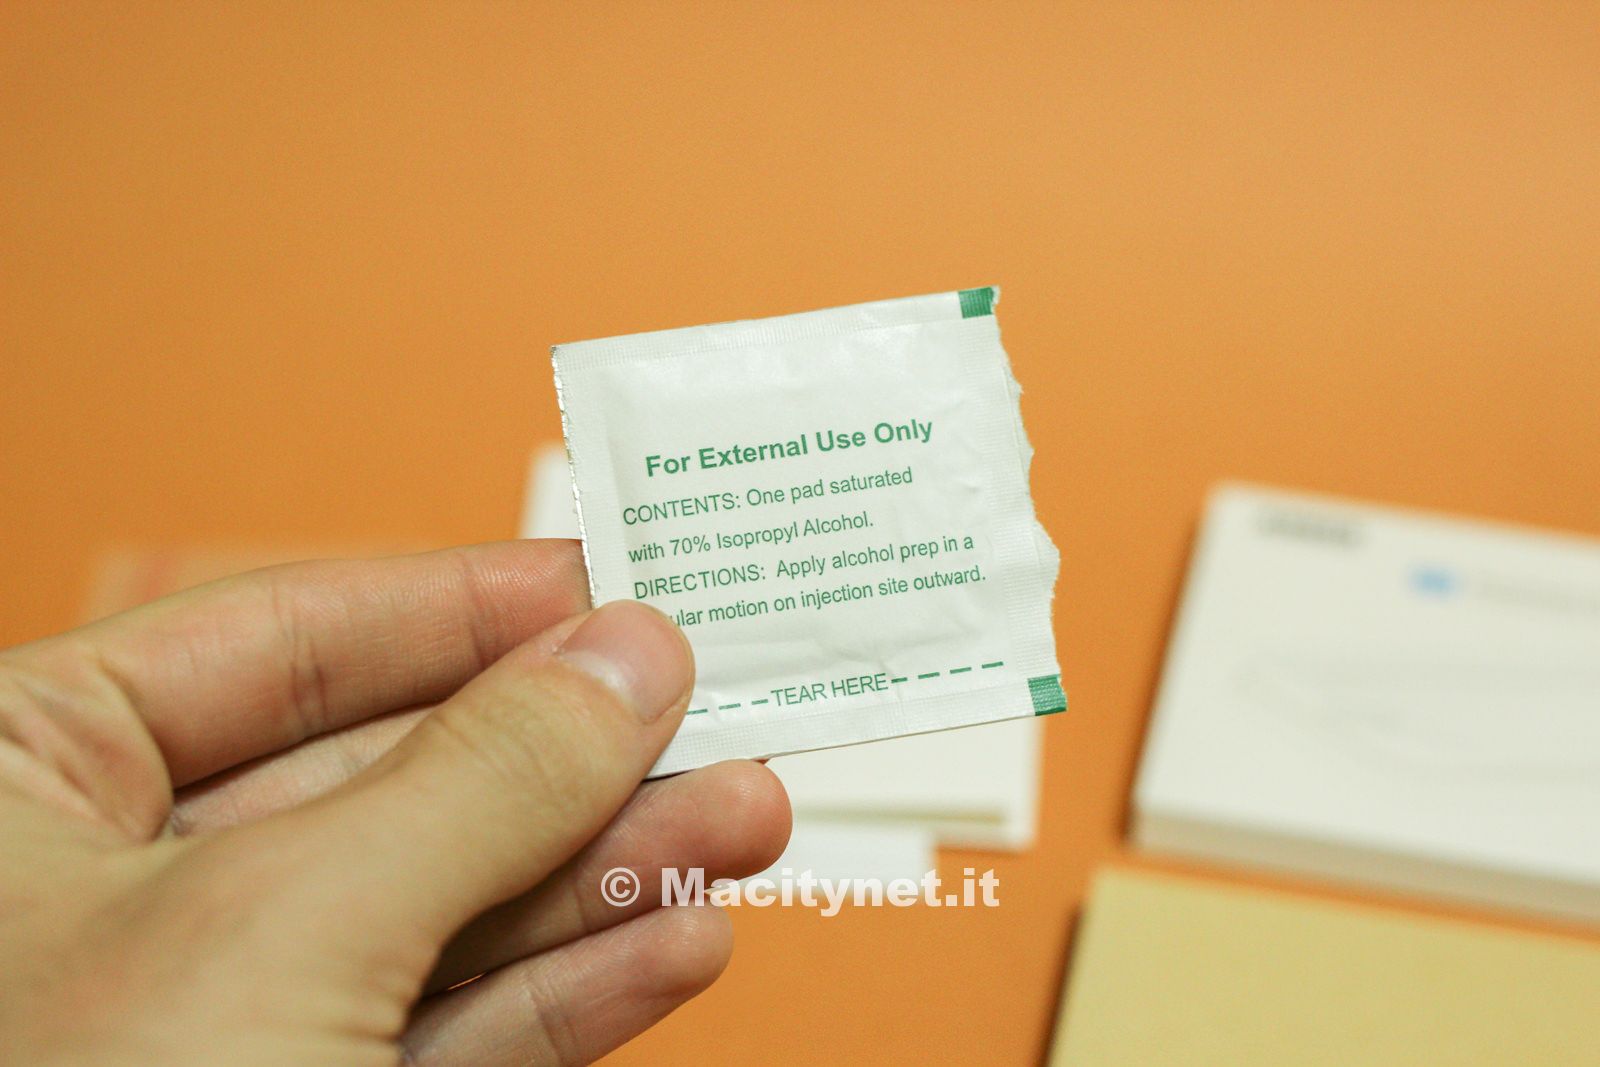 For External Use Only
CONTENTS: One pad saturated
with 70% Isopropyl Alcohol.
DIRECTIONS: Apply alcohol prep in a
ular motion on injection site outward.
TEAR HERE
© Macitynet.it